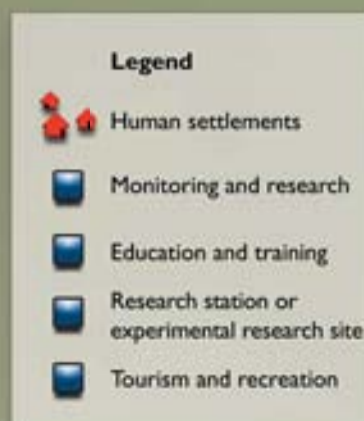 Legend
Human settlements
Monitoring and research
Education and training
Research station or
experimental research site
Tourism and recreation